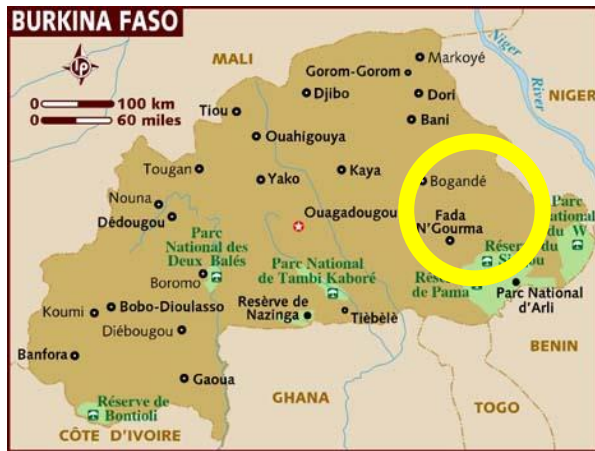 BURKINA FASO
MALI
Niger
River
NIGER
lp
0 100 km
0 60 miles
Markoyé
Gorom-Gorom
Djibo
Dori
Tiou
Bani
Ouahigouya
Tougan
Yako
Kaya
Bogandé
Nouna
Dédougou
Ouagadougou
Fada
N'Gourma
Parc
National
du W
Parc
National des
Deux Balés
Boromo
Parc National
de Tambi Kaboré
Réserve du
de Pama
Parc National
d'Arli
Koumi
Bobo-Dioulasso
Resèrve de
Nazinga
Tièbèlè
Diébougou
Banfora
Gaoua
BENIN
GHANA
TOGO
Réserve de
Bontioli
CÔTE D'IVOIRE